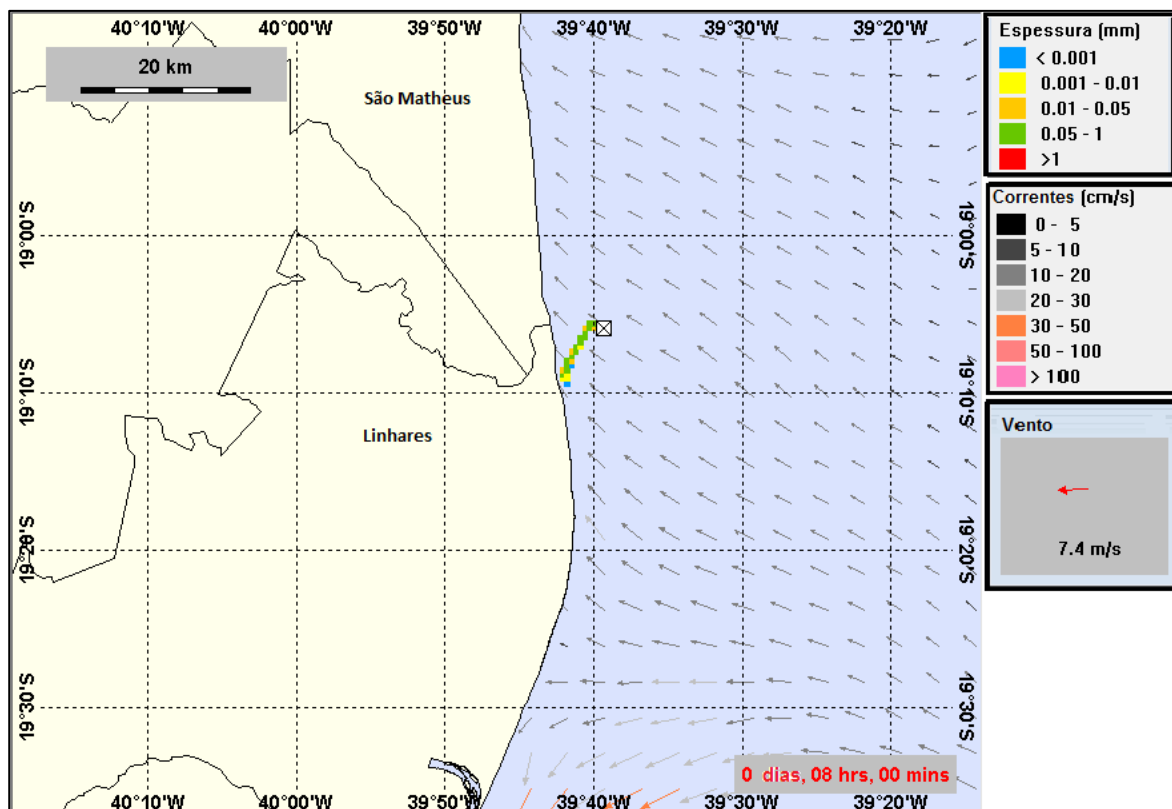 40°10'W 40°00'W 39°50'W 39°40'W 39°30'W 39°20'W
20 km
São Matheus
Linhares
19°00'S 19°00'S
19°10'S 19°10'S
19°20'S 19°20'S
19°30'S 19°30'S
0 dias, 08 hrs, 00 mins
40°10'W 40°00'W 39°50'W 39°40'W 39°30'W 39°20'W
Espessura (mm)
< 0.001
0.001 - 0.01
0.01 - 0.05
0.05 - 1
>1
Correntes (cm/s)
0 - 5
5 - 10
10 - 20
20 - 30
30 - 50
50 - 100
> 100
Vento
7.4 m/s